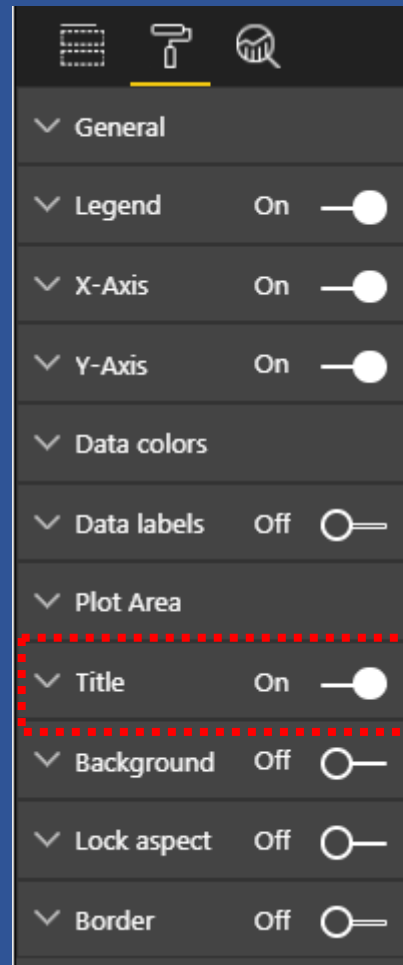 General
Legend On
X-Axis On
Y-Axis On
Data colors
Data labels Off
Plot Area
Title On
Background Off
Lock aspect Off
Border Off